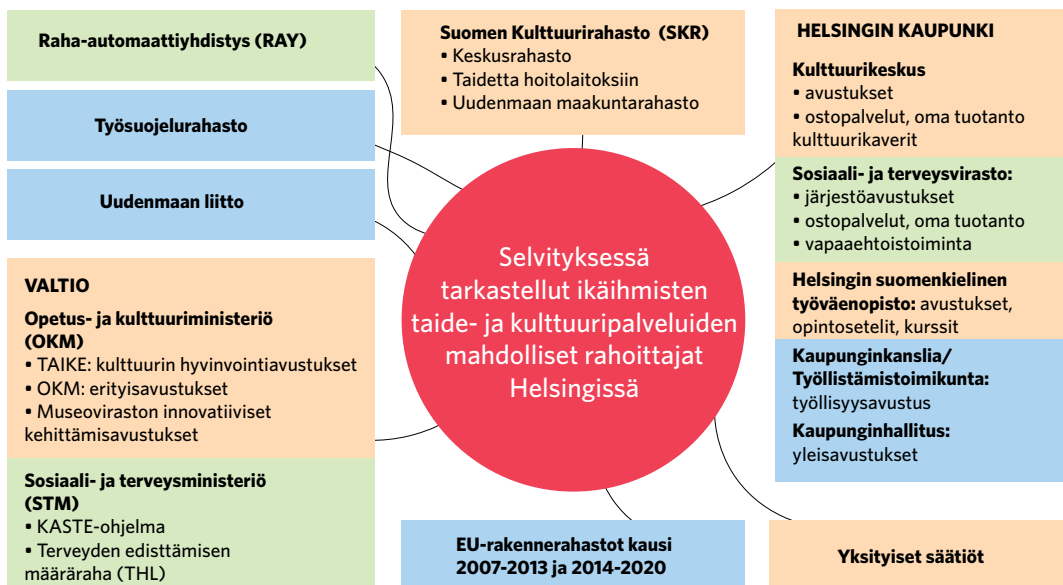 Raha-automaattiyhdistys (RAY)
Työsuojelurahasto
Uudenmaan liitto
VALTIO
Opetus- ja kulttuuriministeriö
(OKM)
• TAIKE: kulttuurin hyvinvointiavustukset
• OKM: erityisavustukset
• Museoviraston innovatiiviset
kehittämisavustukset
Sosiaali- ja terveysministeriö
(STM)
• KASTE-ohjelma
• Terveyden edisttämisen
määräraha (THL)
Suomen Kulttuurirahasto (SKR)
• Keskusrahasto
• Taidetta hoitolaitoksiin
• Uudenmaan maakuntarahasto
Selvityksessä
tarkastellut ikäihmisten
taide- ja kulttuuripalveluiden
mahdolliset rahoittajat
Helsingissä
EU-rakennerahastot kausi
2007-2013 ja 2014-2020
HELSINGIN KAUPUNKI
Kulttuurikeskus
• avustukset
• ostopalvelut, oma tuotanto
kulttuurikaverit
Sosiaali- ja terveysvirasto:
• järjestöavustukset
• ostopalvelut, oma tuotanto
• vapaaehtoistoiminta
Helsingin suomenkielinen
työväenopisto: avustukset,
opintosetelit, kurssit
Kaupunginkanslia/
Työllistämistoimikunta:
työllisyysavustus
Kaupunginhallitus:
yleisavustukset
Yksityiset säätiöt